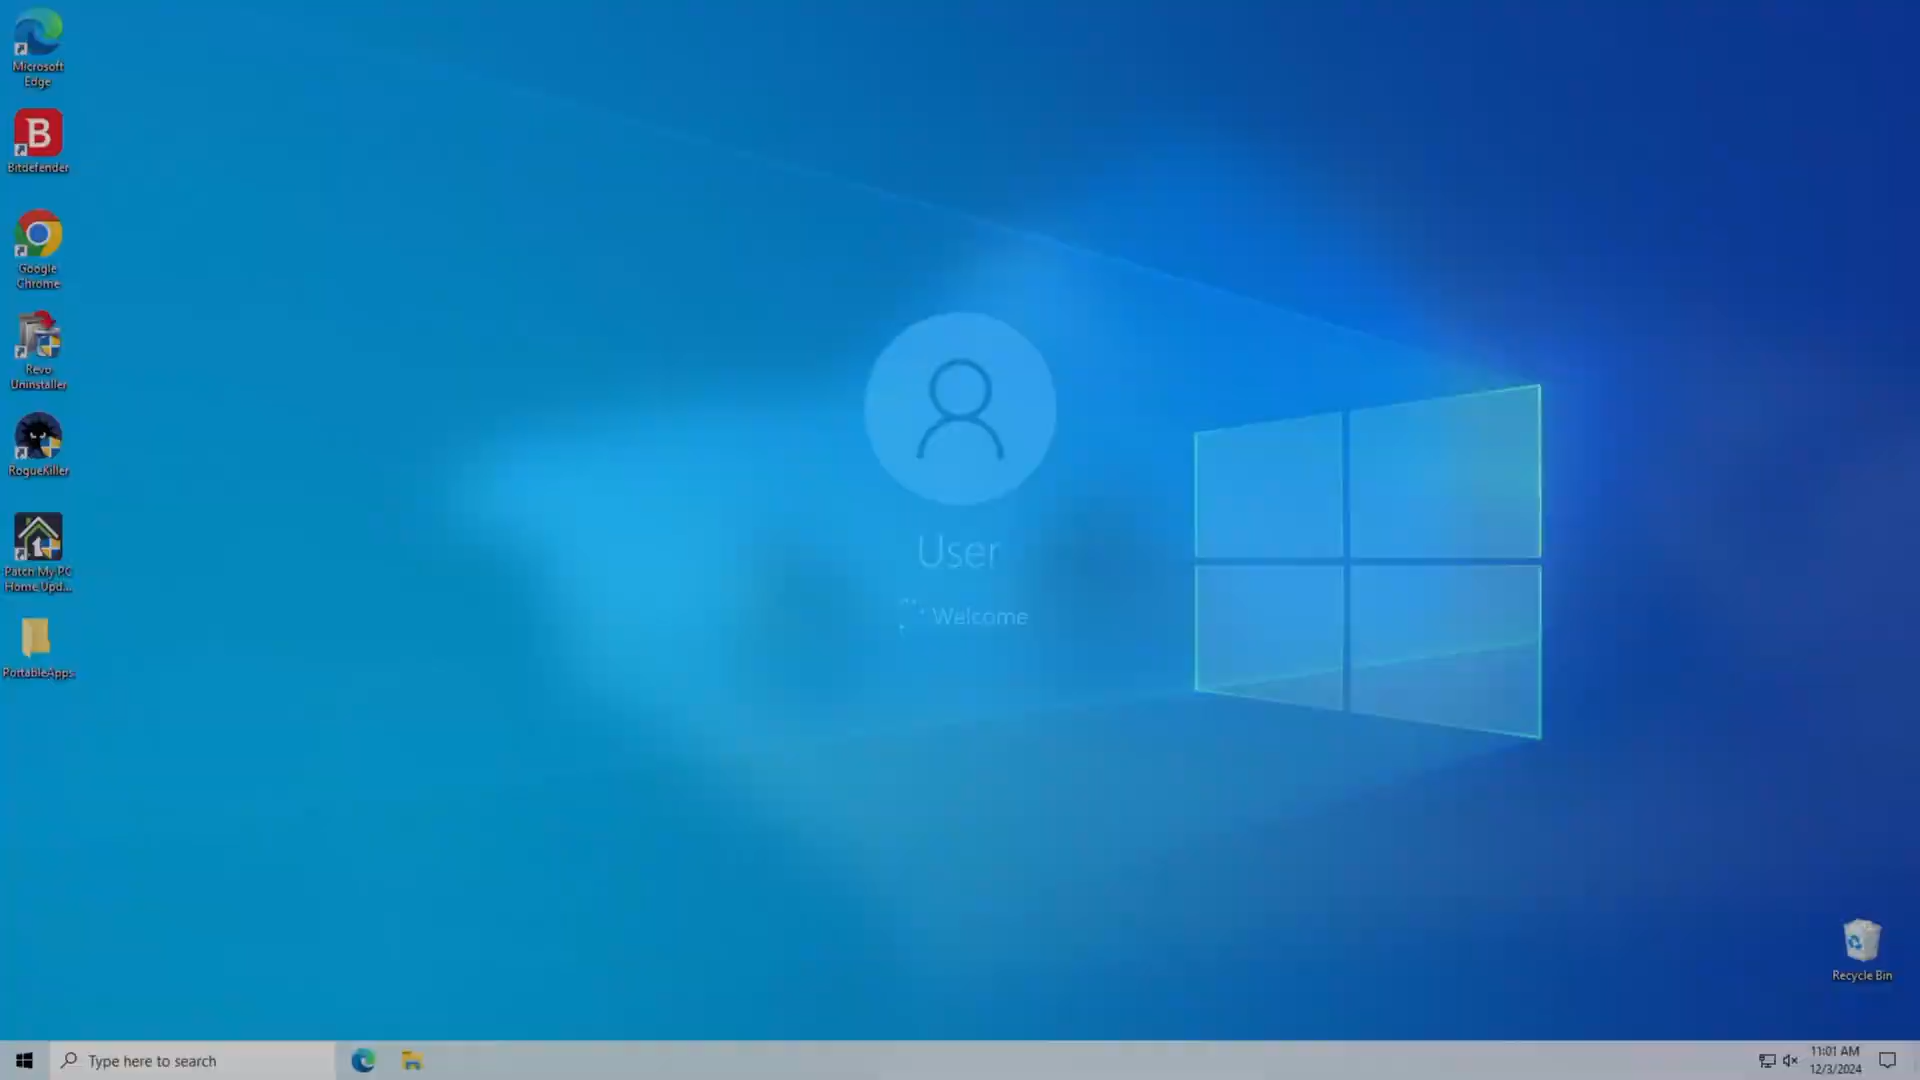 Microsoft
Edge
Bitdefender
Google
Chrome
Revo
Uninstaller
RogueKiller
Patch My PC
Home Upd...
PortableApps
User
Welcome
Recycle Bin
Type here to search
11:01 AM
12/3/2024